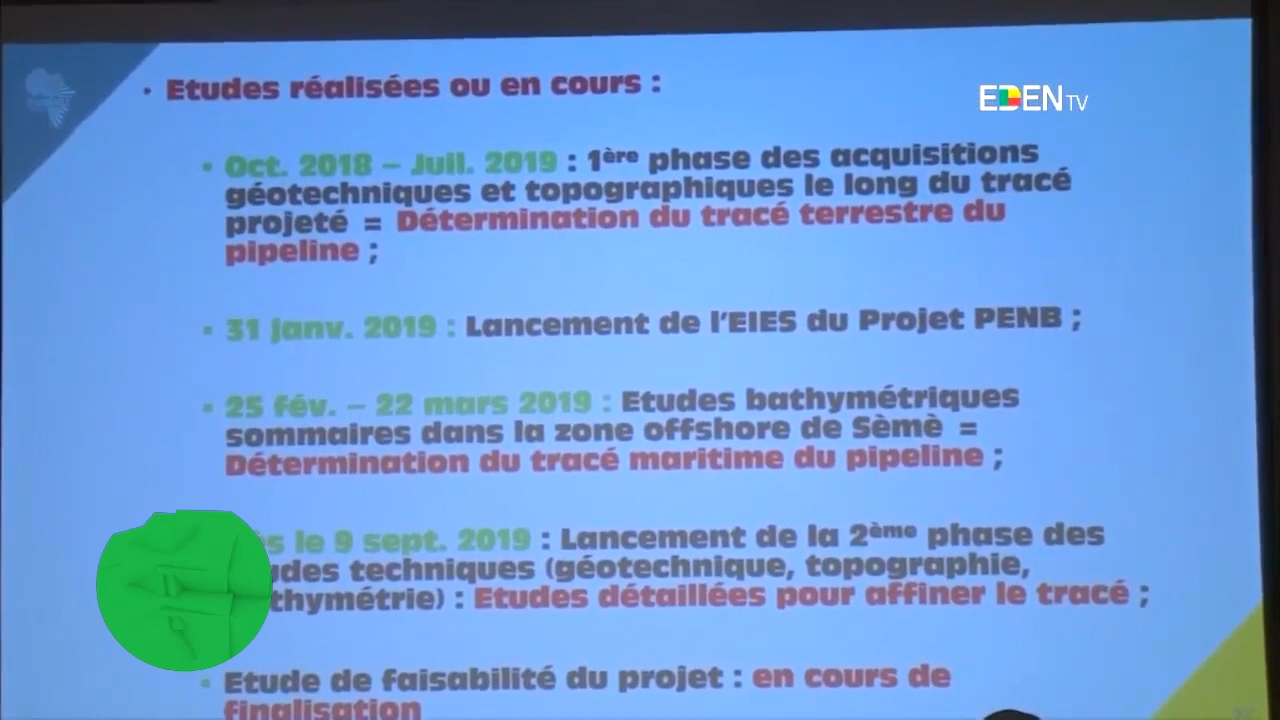 • Etudes réalisées ou en cours :
EDEN TV
• Oct. 2018 – Juil. 2019 : 1ère phase des acquisitions
géotechniques et topographiques le long du tracé
projeté = Détermination du tracé terrestre du
pipeline ;
• 31 janv. 2019 : Lancement de l'EIES du Projet PENB ;
• 25 fév. – 22 mars 2019 : Etudes bathymétriques
sommaires dans la zone offshore de Sèmè =
Détermination du tracé maritime du pipeline ;
le 9 sept. 2019 : Lancement de la 2ème phase des
techniques (géotechnique, topographie,
: Etudes détaillées pour affiner le tracé ;
• Etude de faisabilité du projet : en cours de
finalisation